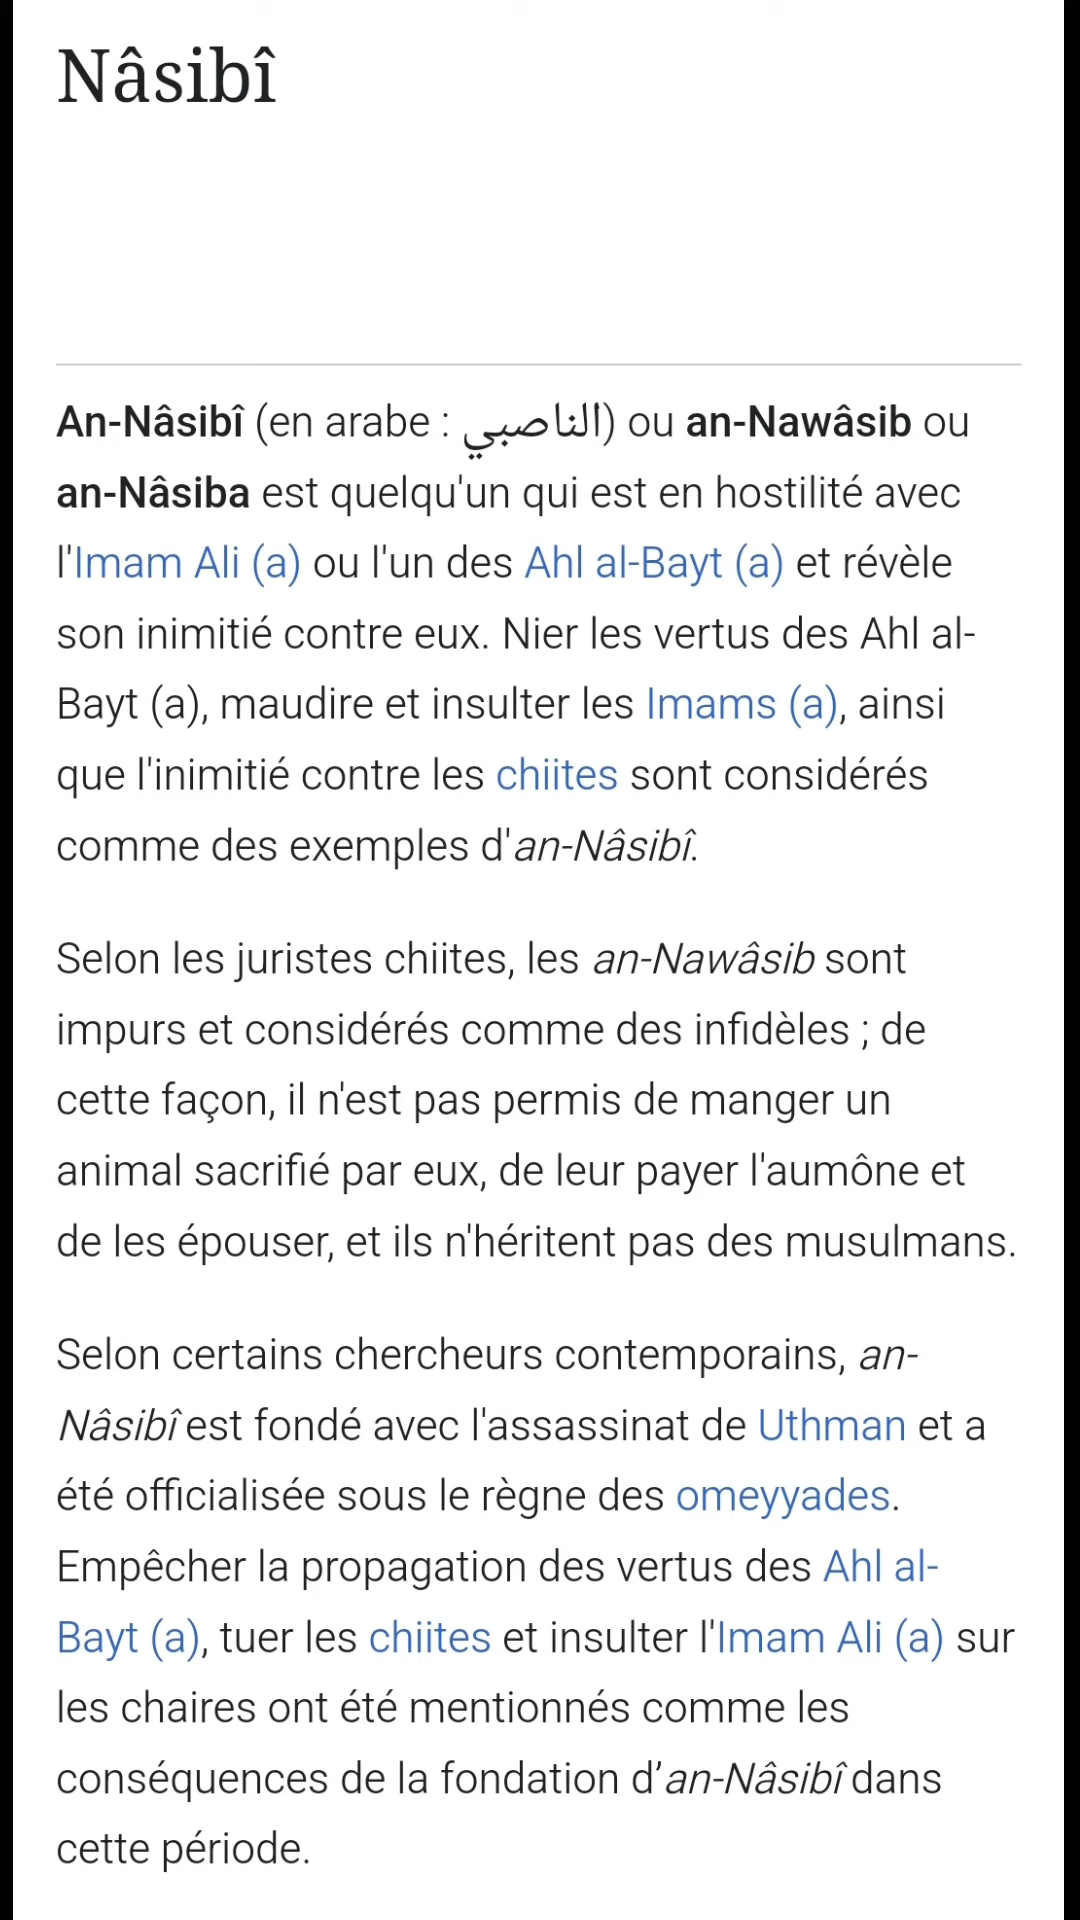 Nâsibî
An-Nâsibî (en arabe : الناصبي) ou an-Nawâsib ou
an-Nâsiba est quelqu'un qui est en hostilité avec
l'Imam Ali (a) ou l'un des Ahl al-Bayt (a) et révèle
son inimitié contre eux. Nier les vertus des Ahl al-
Bayt (a), maudire et insulter les Imams (a), ainsi
que l'inimitié contre les chiites sont considérés
comme des exemples d'an-Nâsibî.
Selon les juristes chiites, les an-Nawâsib sont
impurs et considérés comme des infidèles ; de
cette façon, il n'est pas permis de manger un
animal sacrifié par eux, de leur payer l'aumône et
de les épouser, et ils n'héritent pas des musulmans.
Selon certains chercheurs contemporains, an-
Nâsibî est fondé avec l'assassinat de Uthman et a
été officialisée sous le règne des omeyyades.
Empêcher la propagation des vertus des Ahl al-
Bayt (a), tuer les chiites et insulter l'Imam Ali (a) sur
les chaires ont été mentionnés comme les
conséquences de la fondation d’an-Nâsibî dans
cette période.